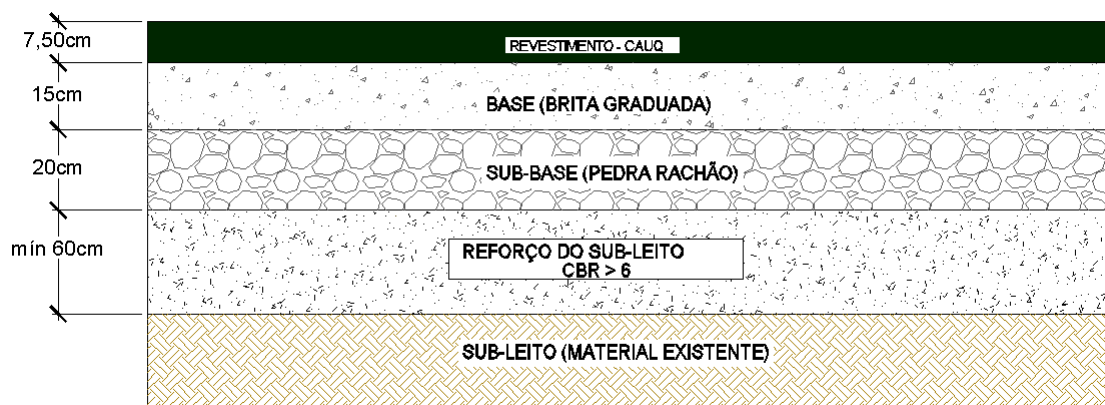 7,50cm
REVESTIMENTO - CAUQ
15cm
BASE (BRITA GRADUADA)
20cm
SUB-BASE (PEDRA RACHÃO)
mín 60cm
REFORÇO DO SUB-LEITO
CBR > 6
SUB-LEITO (MATERIAL EXISTENTE)